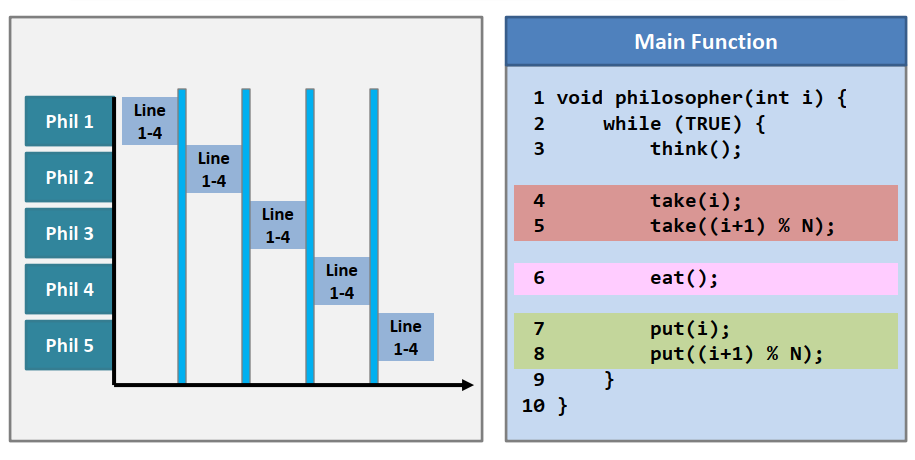 Phil 1
Phil 2
Phil 3
Phil 4
Phil 5
Line
1-4
Line
1-4
Line
1-4
Line
1-4
Line
1-4
Main Function
1 void philosopher(int i) {
2     while (TRUE) {
3         think();
4         take(i);
5         take((i+1) % N);
6         eat();
7         put(i);
8         put((i+1) % N);
9     }
10 }